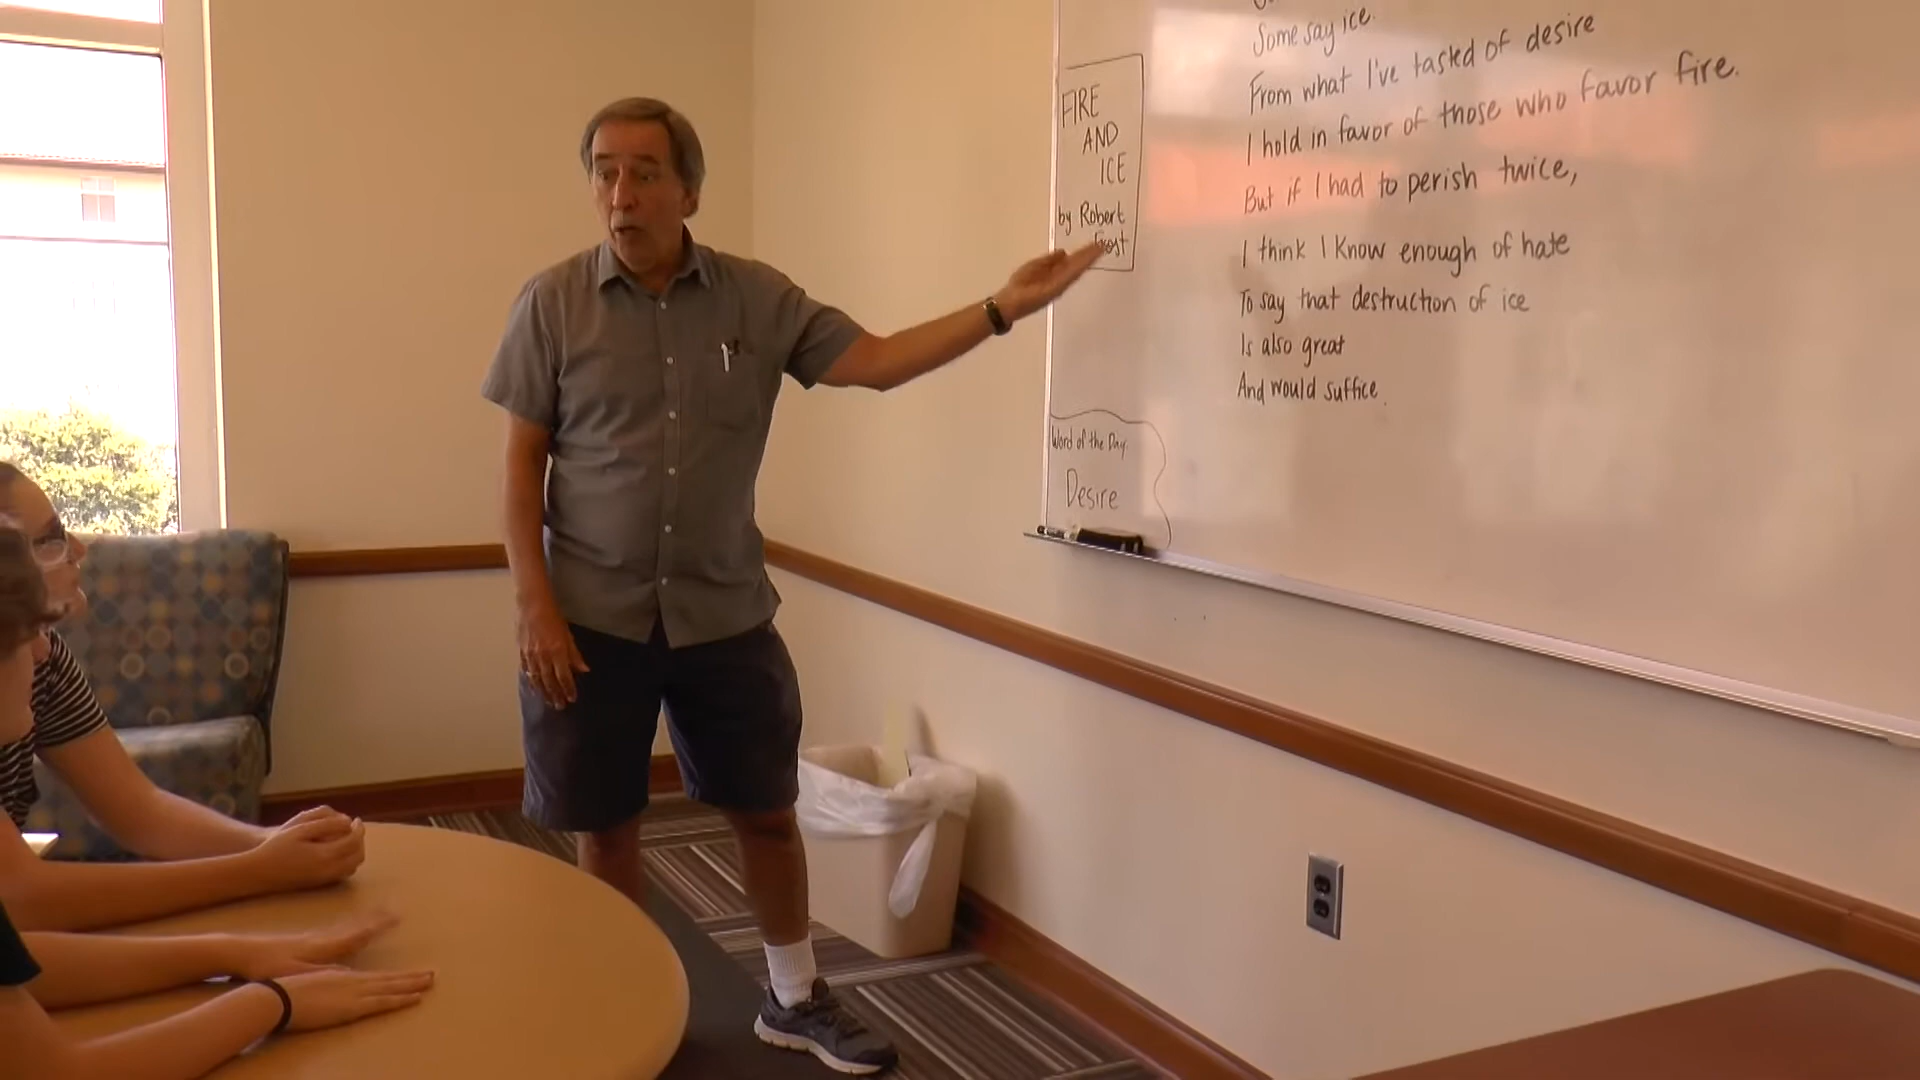 Some say ice.
From what I've tasted of desire
I hold in favor of those who favor fire.
But if I had to perish twice,
I think I know enough of hate
To say that destruction of ice
Is also great
And would suffice.
FIRE
AND
ICE
by Robert
Frost
Word of the Day:
Desire